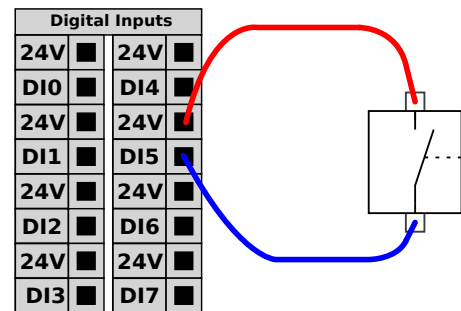 Digital Inputs
24V 24V
DI0 DI4
24V 24V
DI1 DI5
24V 24V
DI2 DI6
24V 24V
DI3 DI7